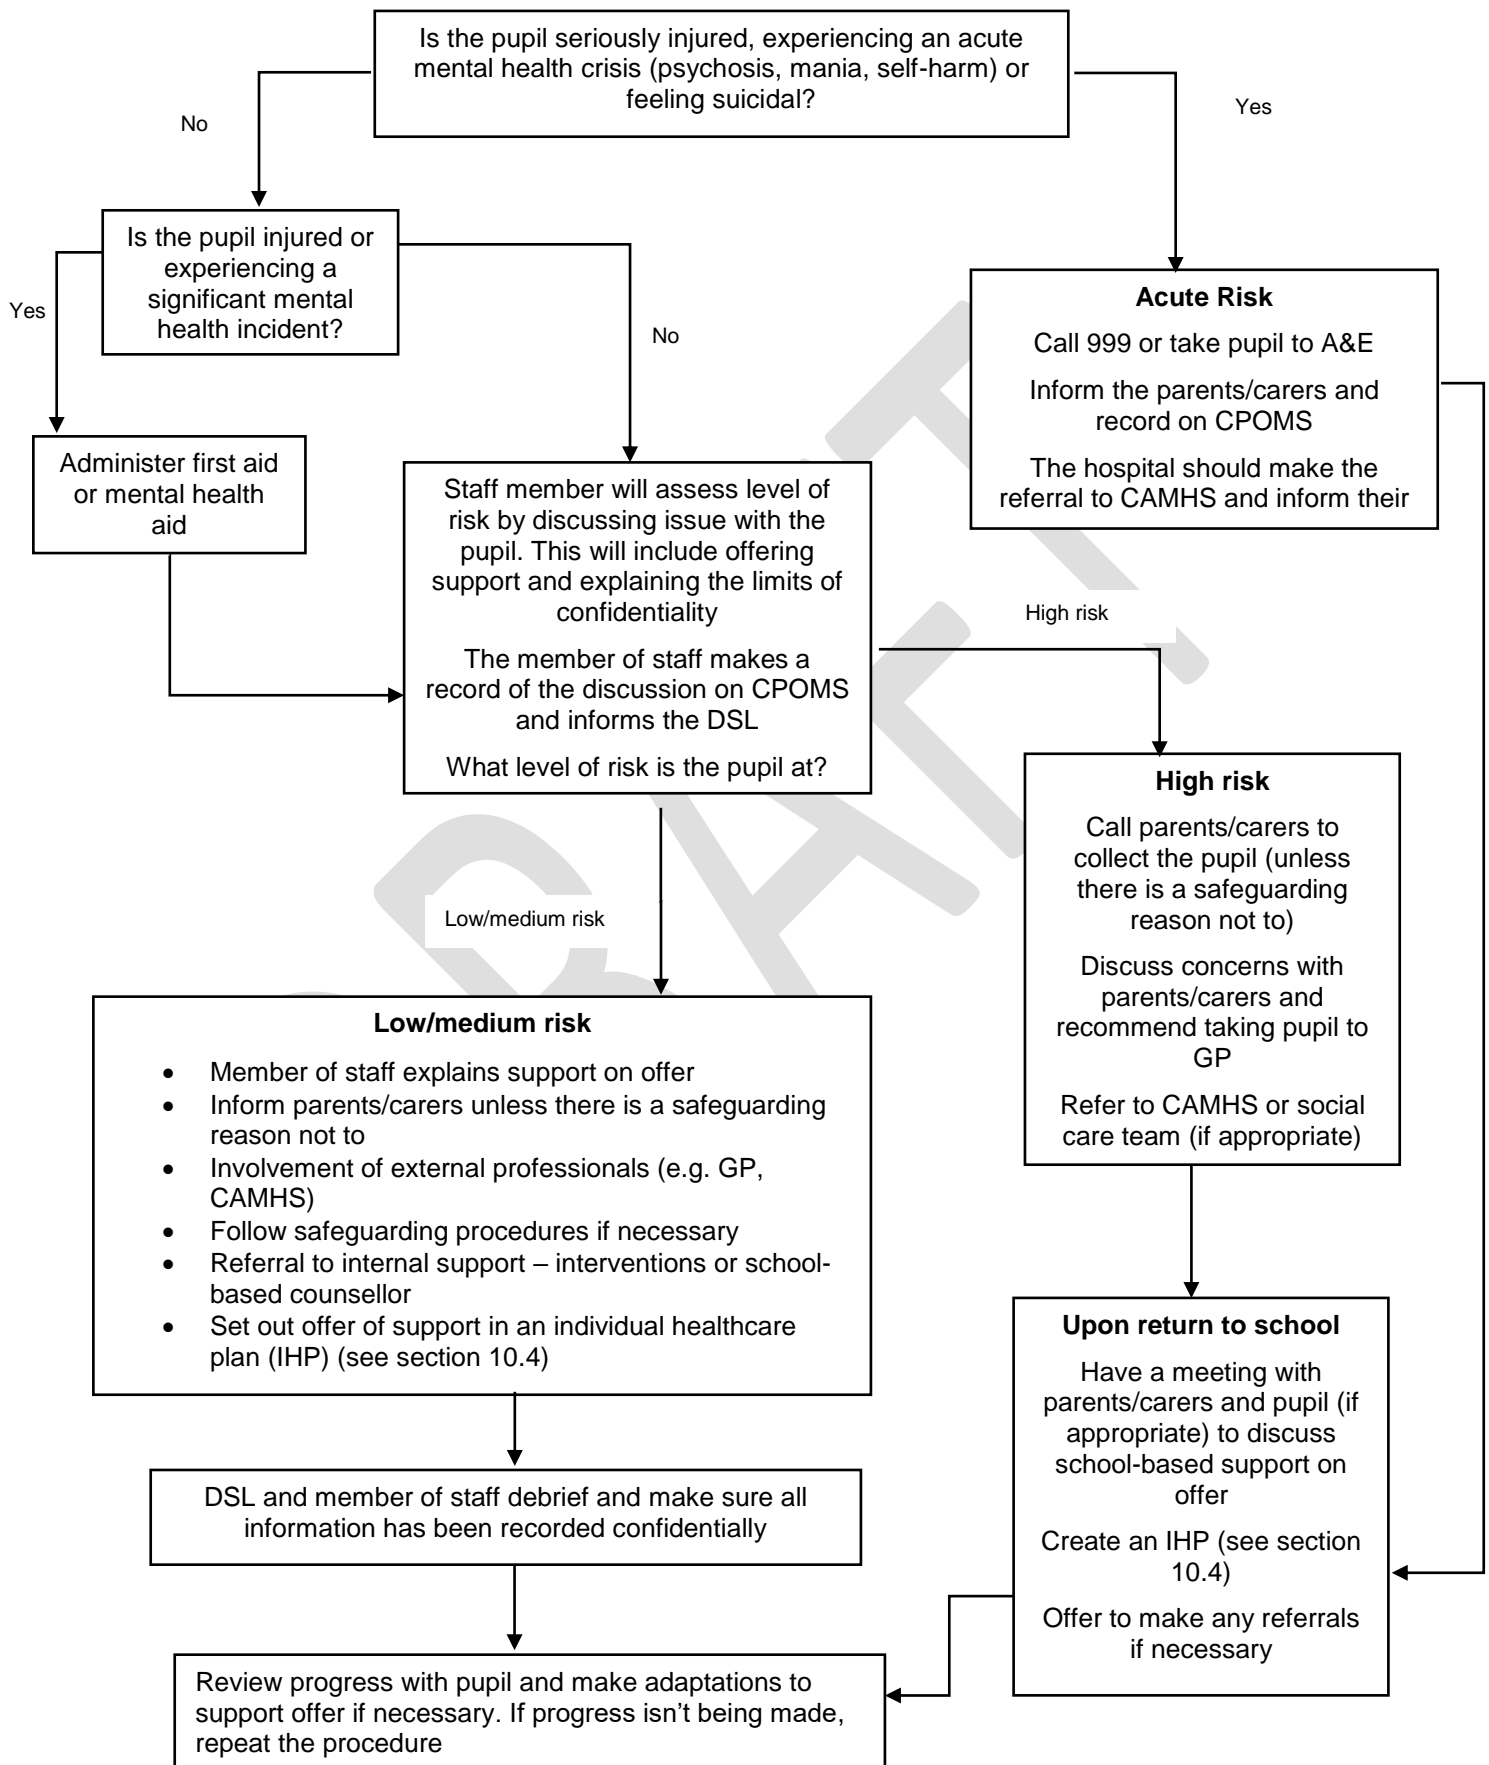 Is the pupil seriously injured, experiencing an acute
mental health crisis (psychosis, mania, self-harm) or
feeling suicidal?
No
Yes
Is the pupil injured or
experiencing a
significant mental
health incident?
Yes
No
Acute Risk
Call 999 or take pupil to A&E
Inform the parents/carers and
record on CPOMS
The hospital should make the
referral to CAMHS and inform their
Administer first aid
or mental health
aid
Staff member will assess level of
risk by discussing issue with the
pupil. This will include offering
support and explaining the limits of
confidentiality
The member of staff makes a
record of the discussion on CPOMS
and informs the DSL
What level of risk is the pupil at?
High risk
High risk
Call parents/carers to
collect the pupil (unless
there is a safeguarding
reason not to)
Discuss concerns with
parents/carers and
recommend taking pupil to
GP
Refer to CAMHS or social
care team (if appropriate)
Low/medium risk
Low/medium risk
• Member of staff explains support on offer
• Inform parents/carers unless there is a safeguarding
reason not to
• Involvement of external professionals (e.g. GP,
CAMHS)
• Follow safeguarding procedures if necessary
• Referral to internal support – interventions or school-
based counsellor
• Set out offer of support in an individual healthcare
plan (IHP) (see section 10.4)
Upon return to school
Have a meeting with
parents/carers and pupil (if
appropriate) to discuss
school-based support on
offer
Create an IHP (see section
10.4)
Offer to make any referrals
if necessary
DSL and member of staff debrief and make sure all
information has been recorded confidentially
Review progress with pupil and make adaptations to
support offer if necessary. If progress isn't being made,
repeat the procedure
DRAFT